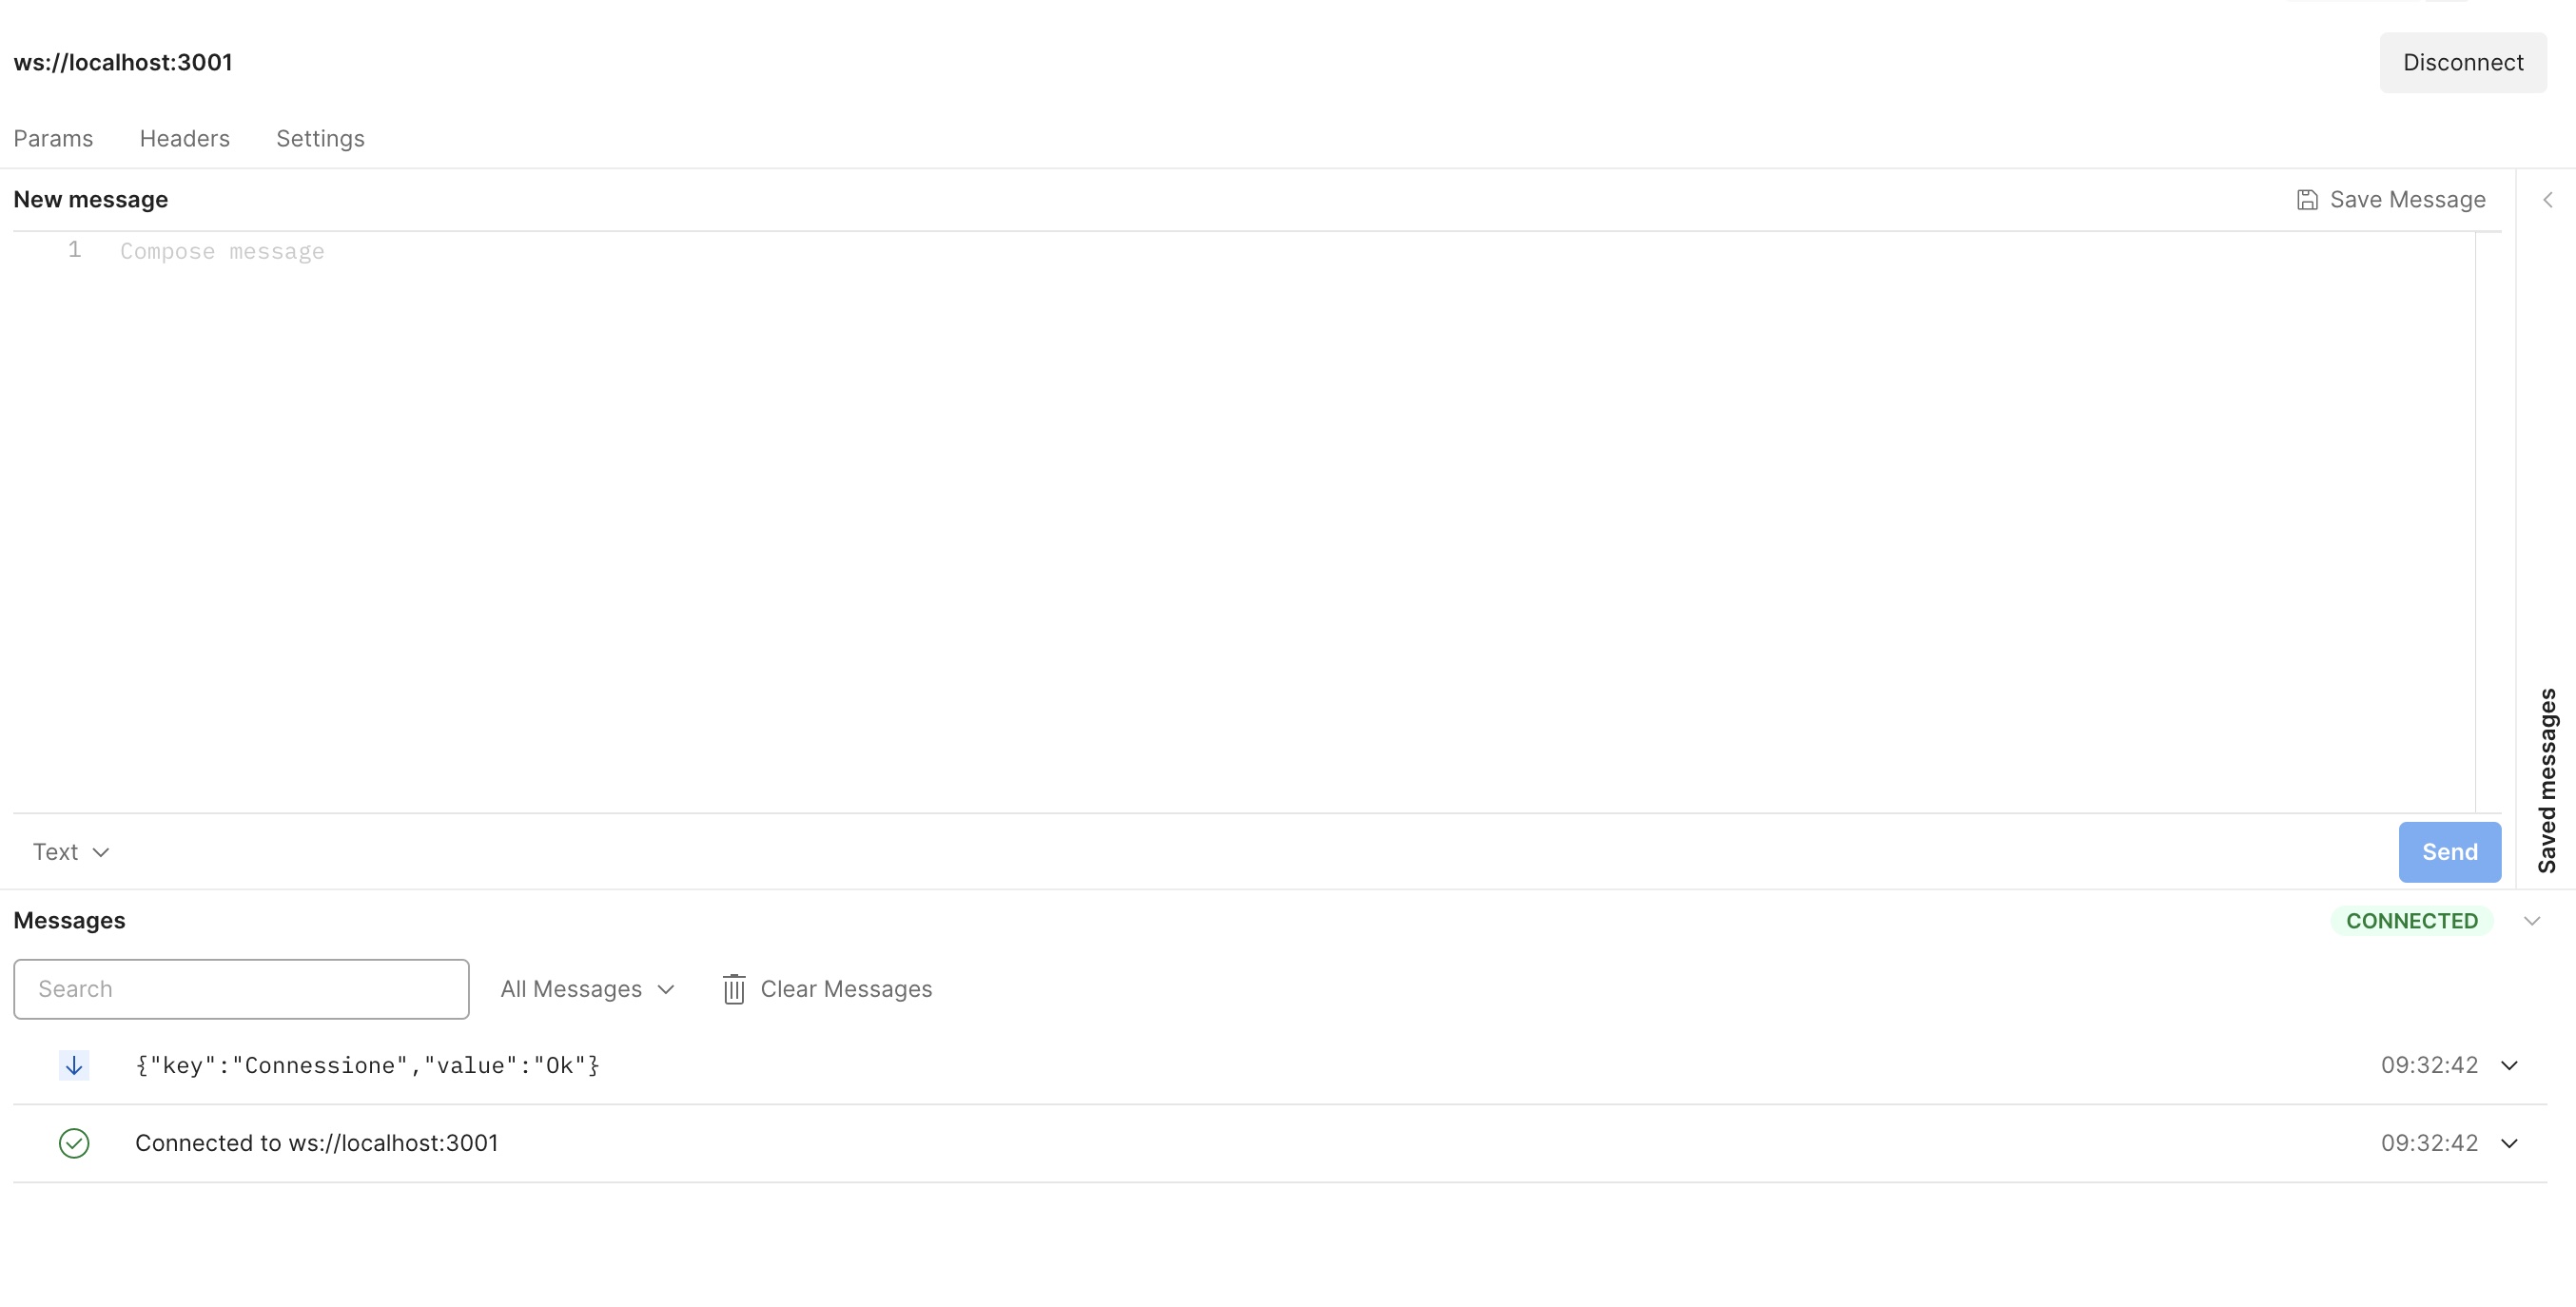 ws://localhost:3001
Disconnect
Params Headers Settings
New message
Save Message
1 Compose message
Text
Send
Saved messages
Messages
CONNECTED
Search
All Messages
Clear Messages
{"key":"Connessione","value":"Ok"}
09:32:42
Connected to ws://localhost:3001
09:32:42